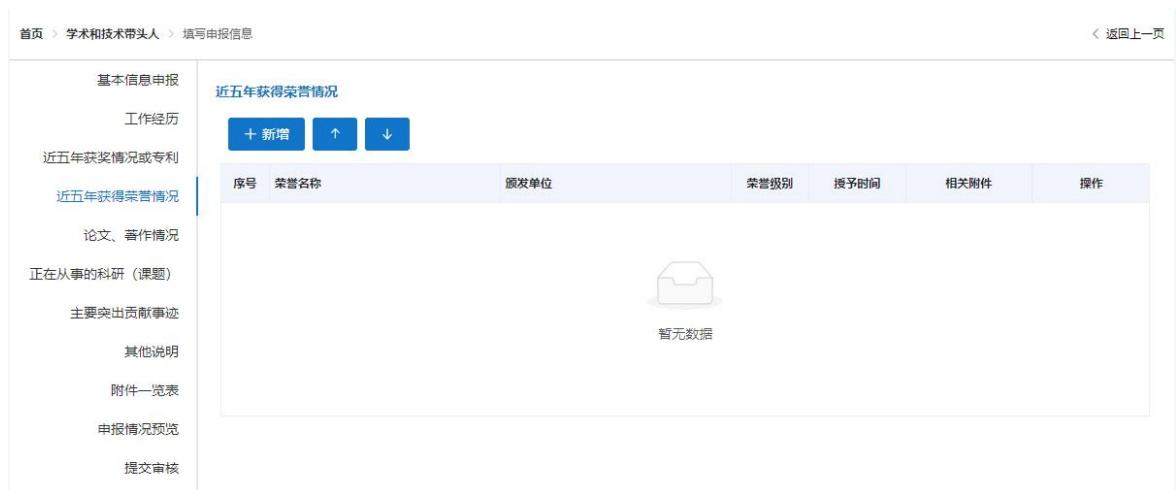 首页 > 学术和技术带头人 > 填写申报信息
< 返回上一页
基本信息申报
工作经历
近五年获奖情况或专利
近五年获得荣誉情况
论文、著作情况
正在从事的科研（课题）
主要突出贡献事迹
其他说明
附件一览表
申报情况预览
提交审核
近五年获得荣誉情况
+ 新增 ↑ ↓
序号 荣誉名称 颁发单位 荣誉级别 授予时间 相关附件 操作
暂无数据